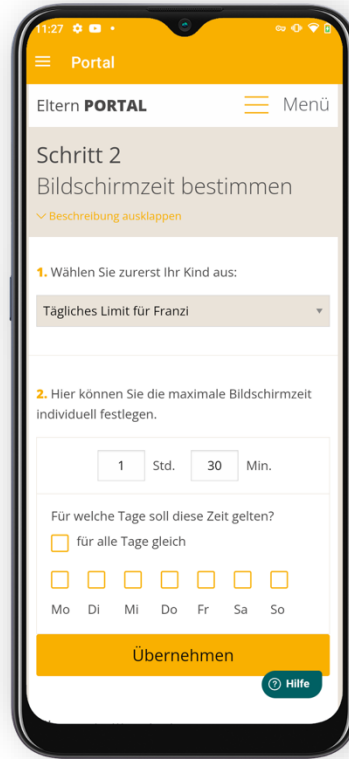 11:27
Portal
Eltern PORTAL
Menü
Schritt 2
Bildschirmzeit bestimmen
Beschreibung ausklappen
1. Wählen Sie zurerst Ihr Kind aus:
Tägliches Limit für Franzi
2. Hier können Sie die maximale Bildschirmzeit
individuell festlegen.
1 Std. 30 Min.
Für welche Tage soll diese Zeit gelten?
für alle Tage gleich
Mo Di Mi Do Fr Sa So
Übernehmen
? Hilfe